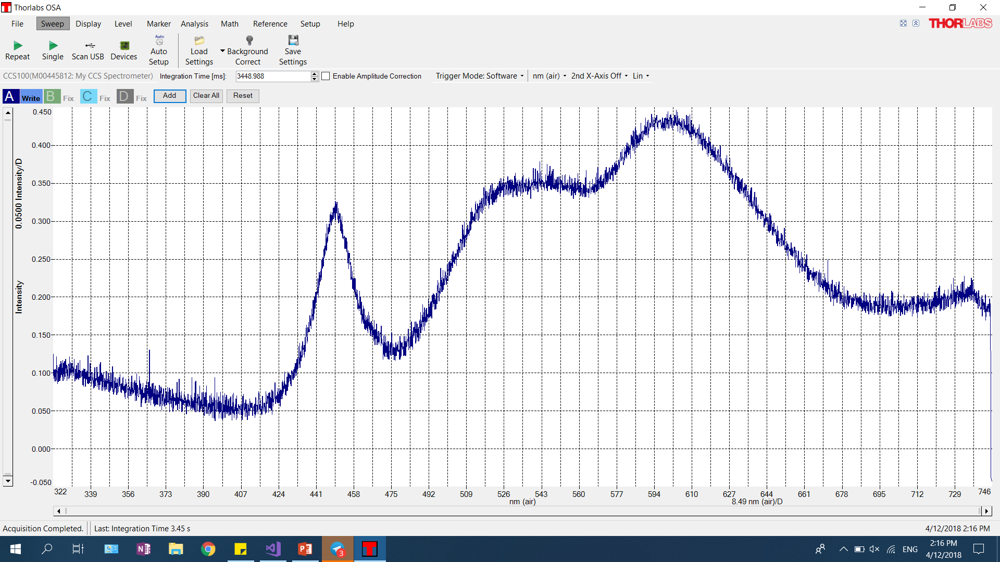 Thorlabs OSA
File Sweep Display Level Marker Analysis Math Reference Setup Help
THORLABS
Repeat Single Scan USB Devices Auto Setup Load Settings Background Correct Save Settings
Auto
CCS100(M00445812: My CCS Spectrometer) Integration Time [ms]: 3448.988 Enable Amplitude Correction Trigger Mode: Software nm (air) 2nd X-Axis Off Lin
A Write B Fix C Fix D Fix Add Clear All Reset
0.450
0.400
0.350
0.300
0.250
0.200
0.150
0.100
0.050
0.000
-0.050
0.0500 Intensity/D
Intensity
322 339 356 373 390 407 424 441 458 475 492 509 526 543 560 577 594 610 627 644 661 678 695 712 729 746
nm (air) 8.49 nm (air)/D
Acquisition Completed. Last: Integration Time 3.45 s 4/12/2018 2:16 PM
N 3 ENG 2:16 PM
4/12/2018